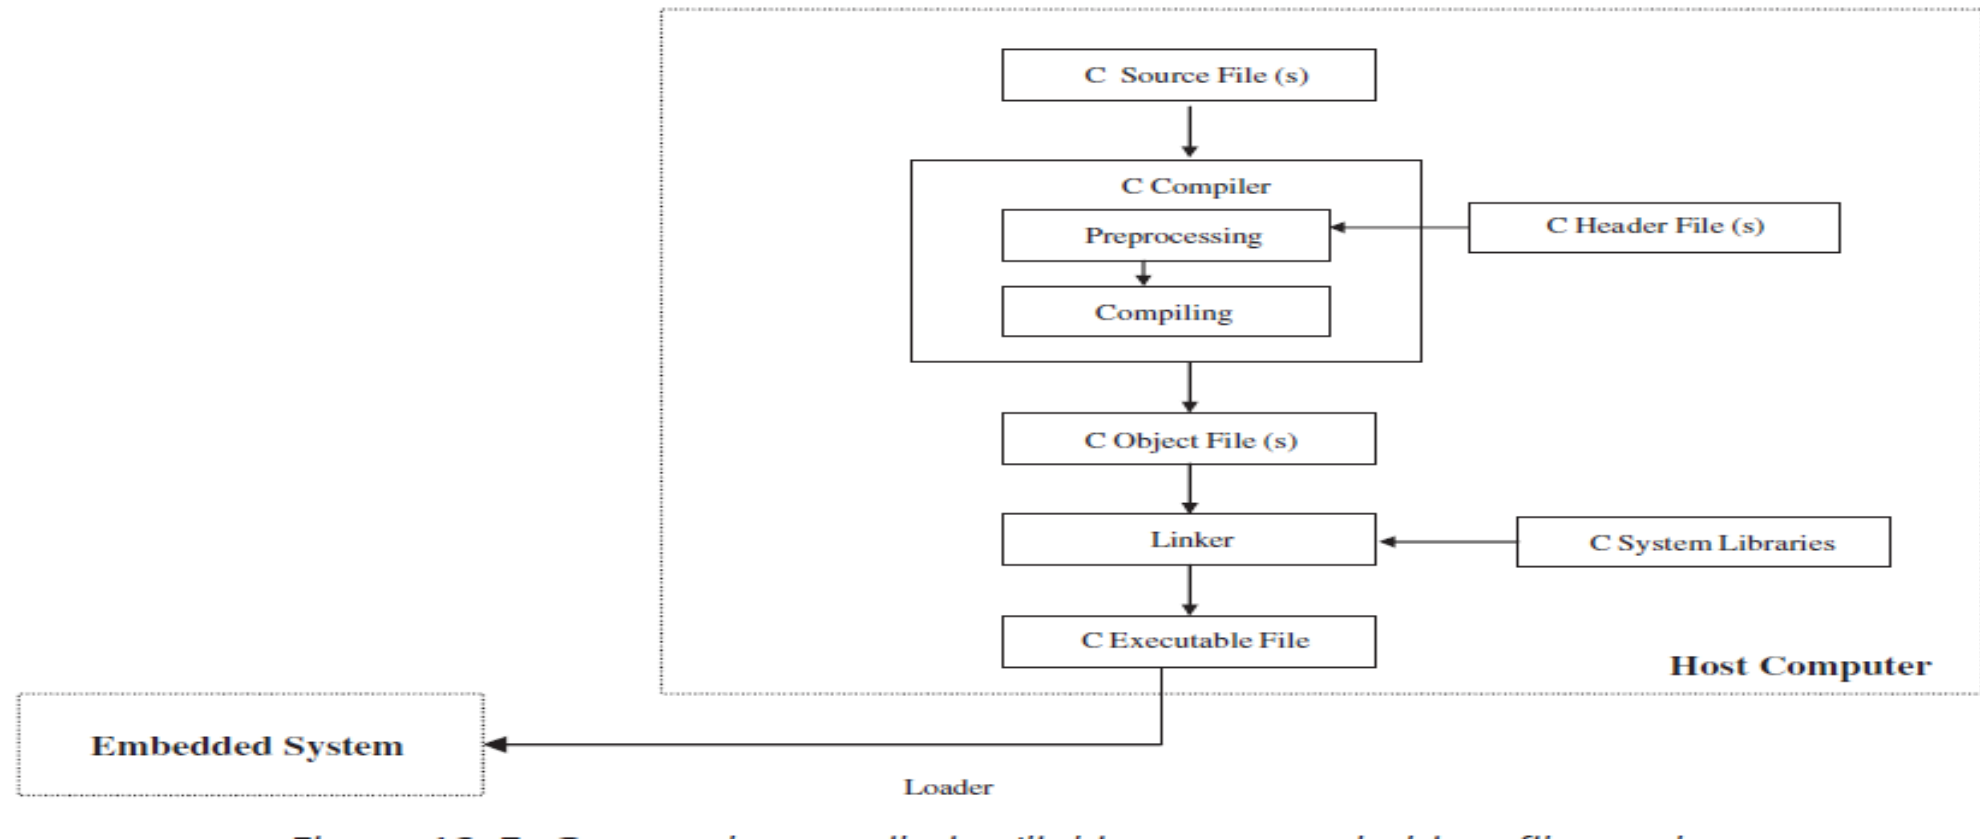 C Source File (s)
C Compiler
Preprocessing
C Header File (s)
Compiling
C Object File (s)
Linker
C System Libraries
C Executable File
Host Computer
Embedded System
Loader